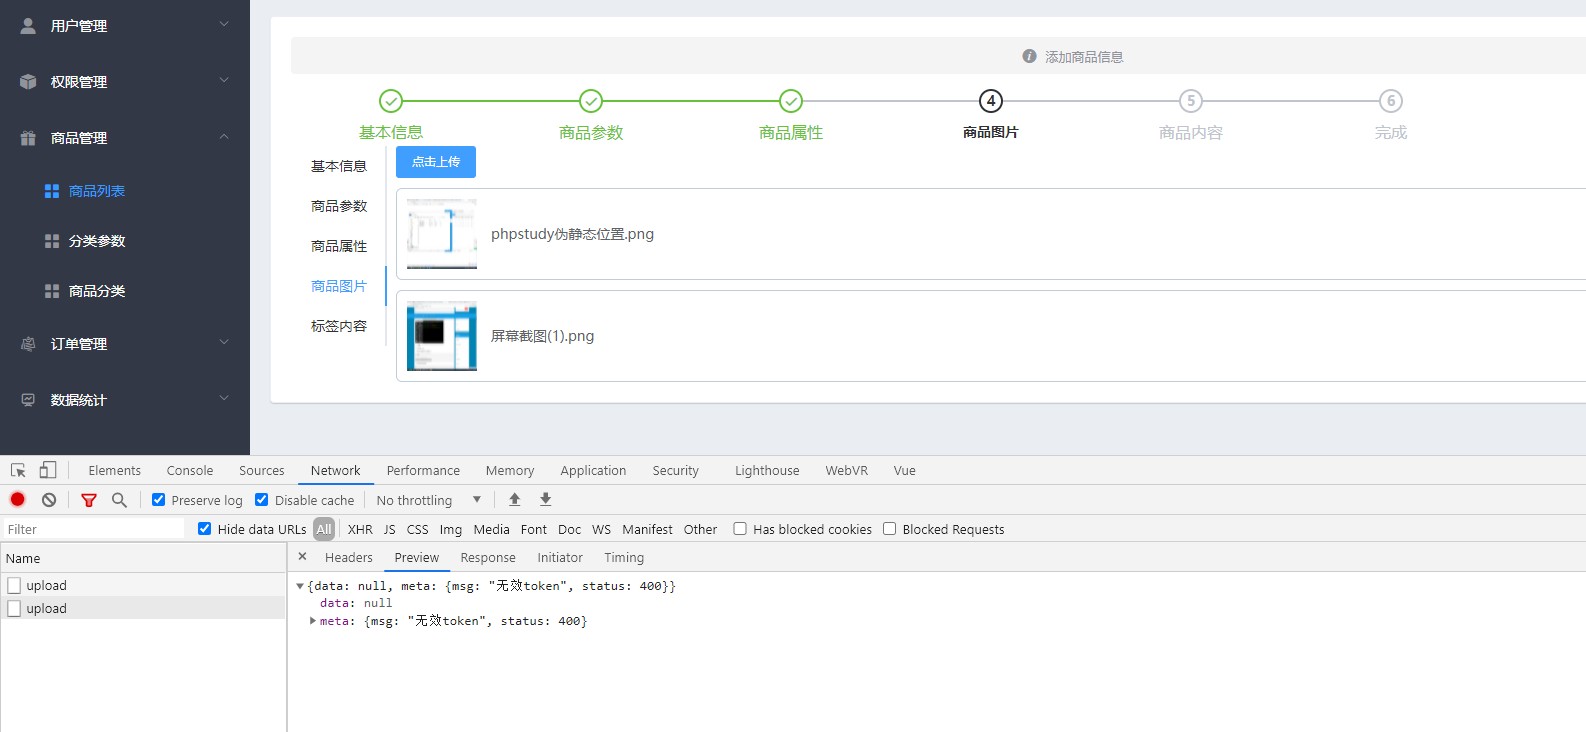 用户管理
权限管理
商品管理
商品列表
分类参数
商品分类
订单管理
数据统计
添加商品信息
4 5 6
基本信息 商品参数 商品属性 商品图片 商品内容 完成
基本信息
商品参数
商品属性
商品图片
标签内容
点击上传
phpstudy伪静态位置.png
屏幕截图(1).png
Elements Console Sources Network Performance Memory Application Security Lighthouse WebVR Vue
Preserve log Disable cache No throttling
Filter Hide data URLs All XHR JS CSS Img Media Font Doc WS Manifest Other Has blocked cookies Blocked Requests
Name
upload
upload
× Headers Preview Response Initiator Timing
{data: null, meta: {msg: "无效token", status: 400}}
data: null
meta: {msg: "无效token", status: 400}